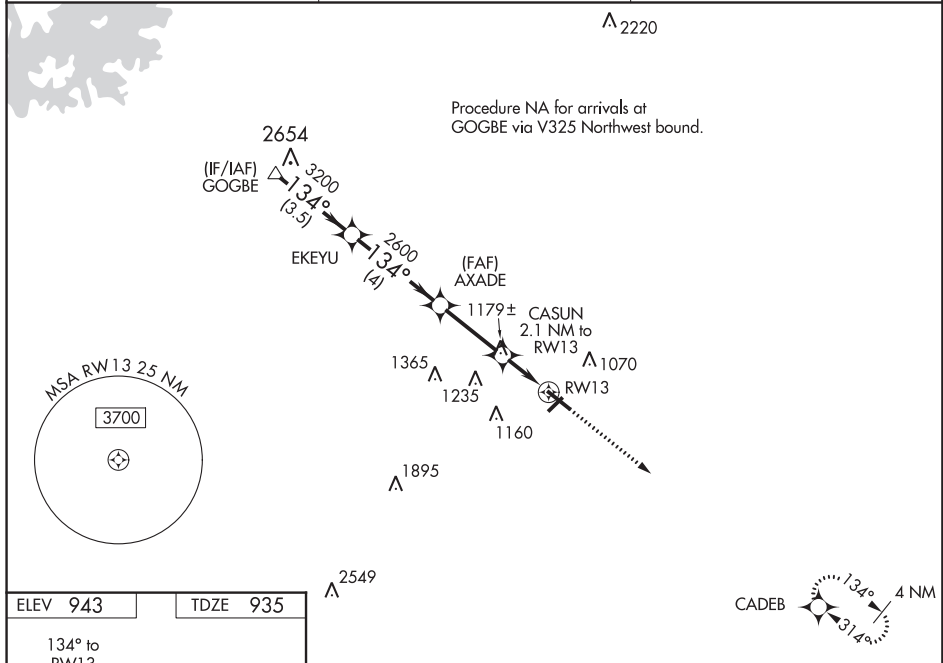 2220
Procedure NA for arrivals at
GOGBE via V325 Northwest bound.
2654
(IF/IAF)
GOGBE
3200
134°
(3.5)
EKEYU
2600
134°
(4)
(FAF)
AXADE
1179±
CASUN
2.1 NM to
RW13
1365
1235
1070
RW13
1160
MSA RW13 25 NM
3700
1895
2549
ELEV 943
TDZE 935
134° to
RW13
CADEB
134°
4 NM
314°